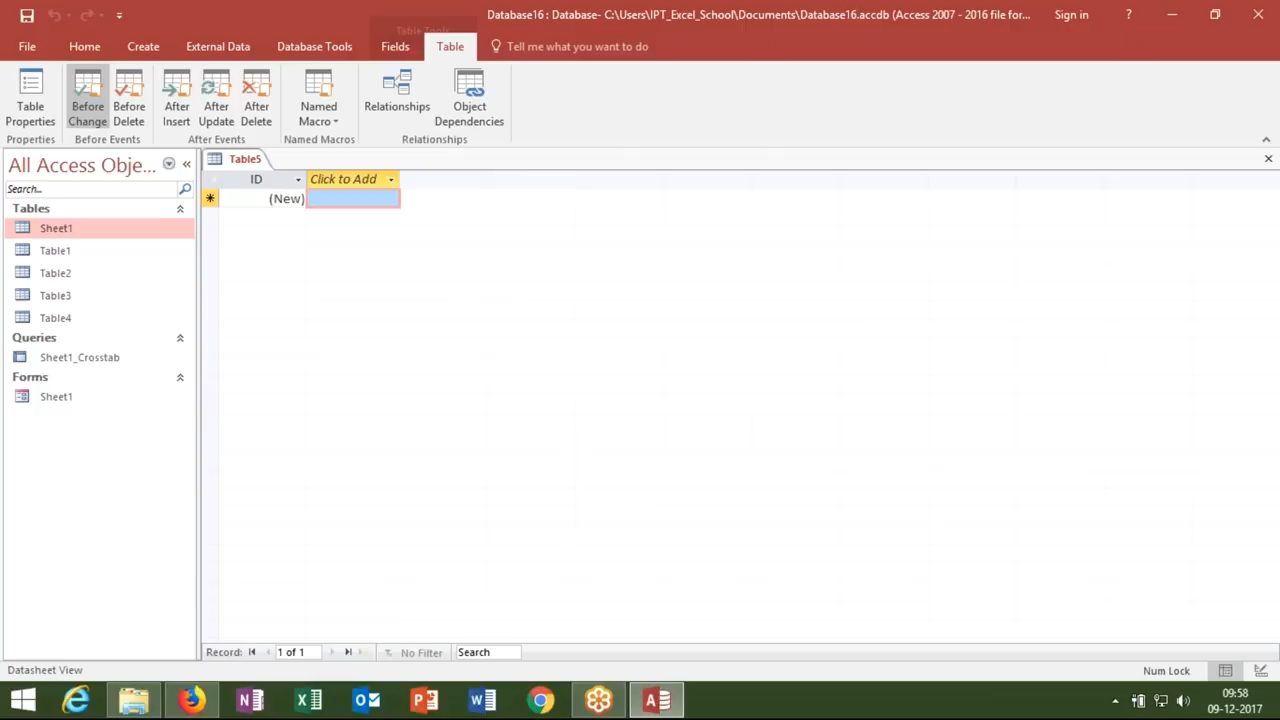 Database16 : Database- C:\Users\IPT_Excel_School\Documents\Database16.accdb (Access 2007 - 2016 file for...
Sign in
?
Table Tools
File
Home
Create
External Data
Database Tools
Fields
Table
Tell me what you want to do
Table Properties
Before Change
Before Delete
After Insert
After Update
After Delete
Named Macro
Relationships
Object Dependencies
Properties
Before Events
After Events
Named Macros
Relationships
All Access Obje...
Search...
Tables
Sheet1
Table1
Table2
Table3
Table4
Queries
Sheet1_Crosstab
Forms
Sheet1
Table5
ID
Click to Add
(New)
Record:
1 of 1
No Filter
Search
Datasheet View
Num Lock
09:58
09-12-2017